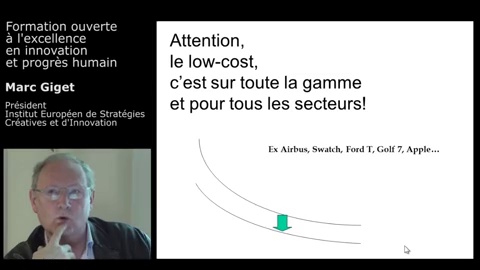 Formation ouverte
à l'excellence
en innovation
et progrès humain
Marc Giget
Président
Institut Européen de Stratégies
Créatives et d'Innovation
Attention,
le low-cost,
c'est sur toute la gamme
et pour tous les secteurs!
Ex Airbus, Swatch, Ford T, Golf 7, Apple…